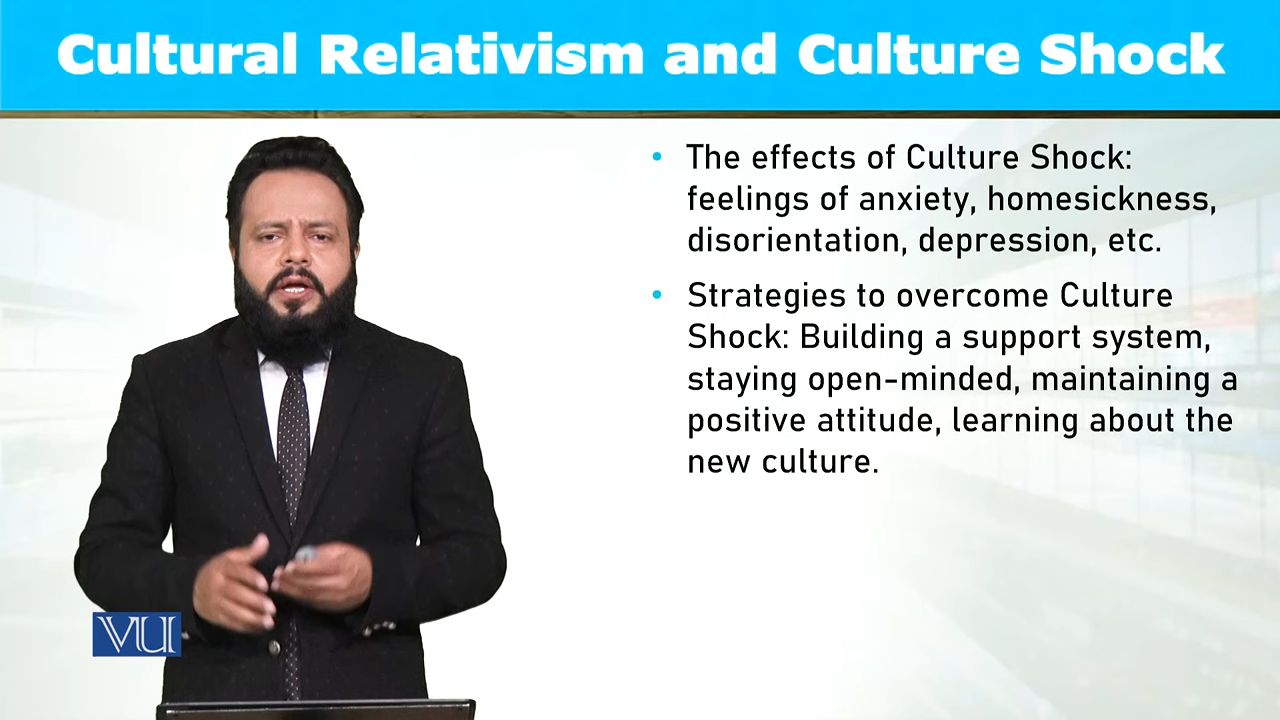 Cultural Relativism and Culture Shock
• The effects of Culture Shock:
feelings of anxiety, homesickness,
disorientation, depression, etc.
• Strategies to overcome Culture
Shock: Building a support system,
staying open-minded, maintaining a
positive attitude, learning about the
new culture.
VU